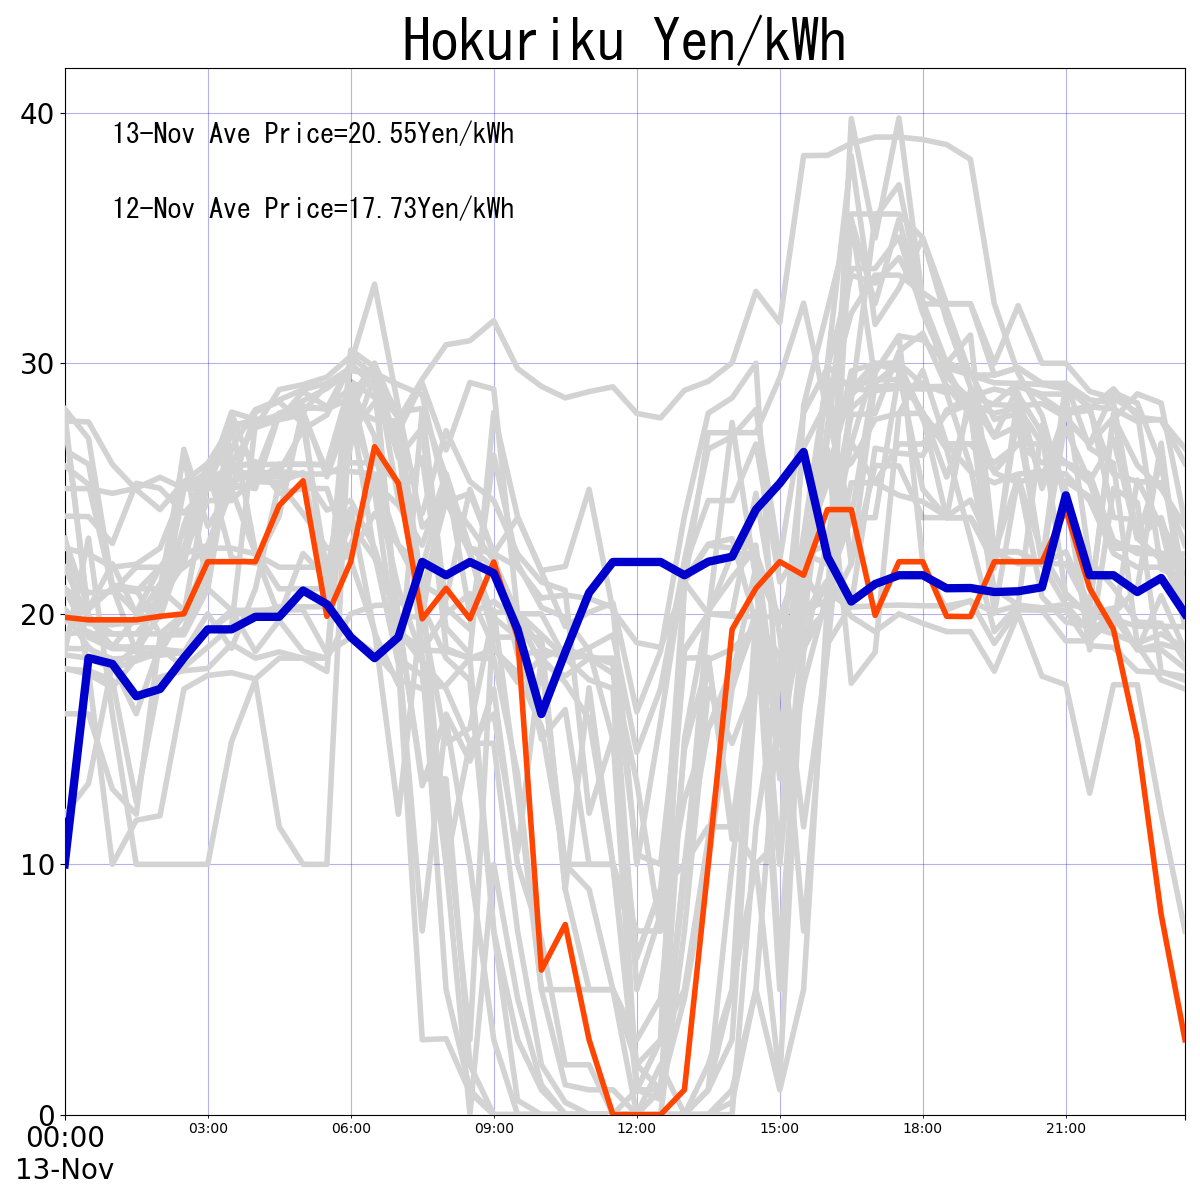 Hokuriku Yen/kWh
40
13-Nov Ave Price=20.55Yen/kWh
12-Nov Ave Price=17.73Yen/kWh
30
20
10
0
00:00 03:00 06:00 09:00 12:00 15:00 18:00 21:00
13-Nov